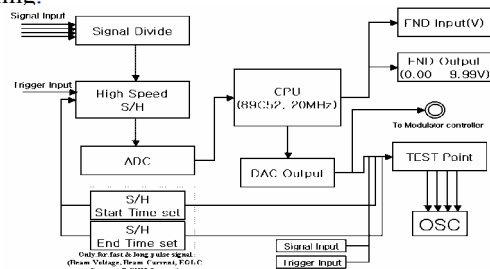 Signal Input
Signal Divide
Trigger Input
High Speed
S/H
ADC
CPU
(89C52, 20MHz)
DAC Output
FND Input(V)
FND Output
(0.00 9.99V)
To Modulator controller
TEST Point
OSC
S/H
Start Time set
S/H
End Time set
Only for fast & long pulse signal
(Beam Voltage, Beam Current, EOLC
Signal Input
Trigger Input